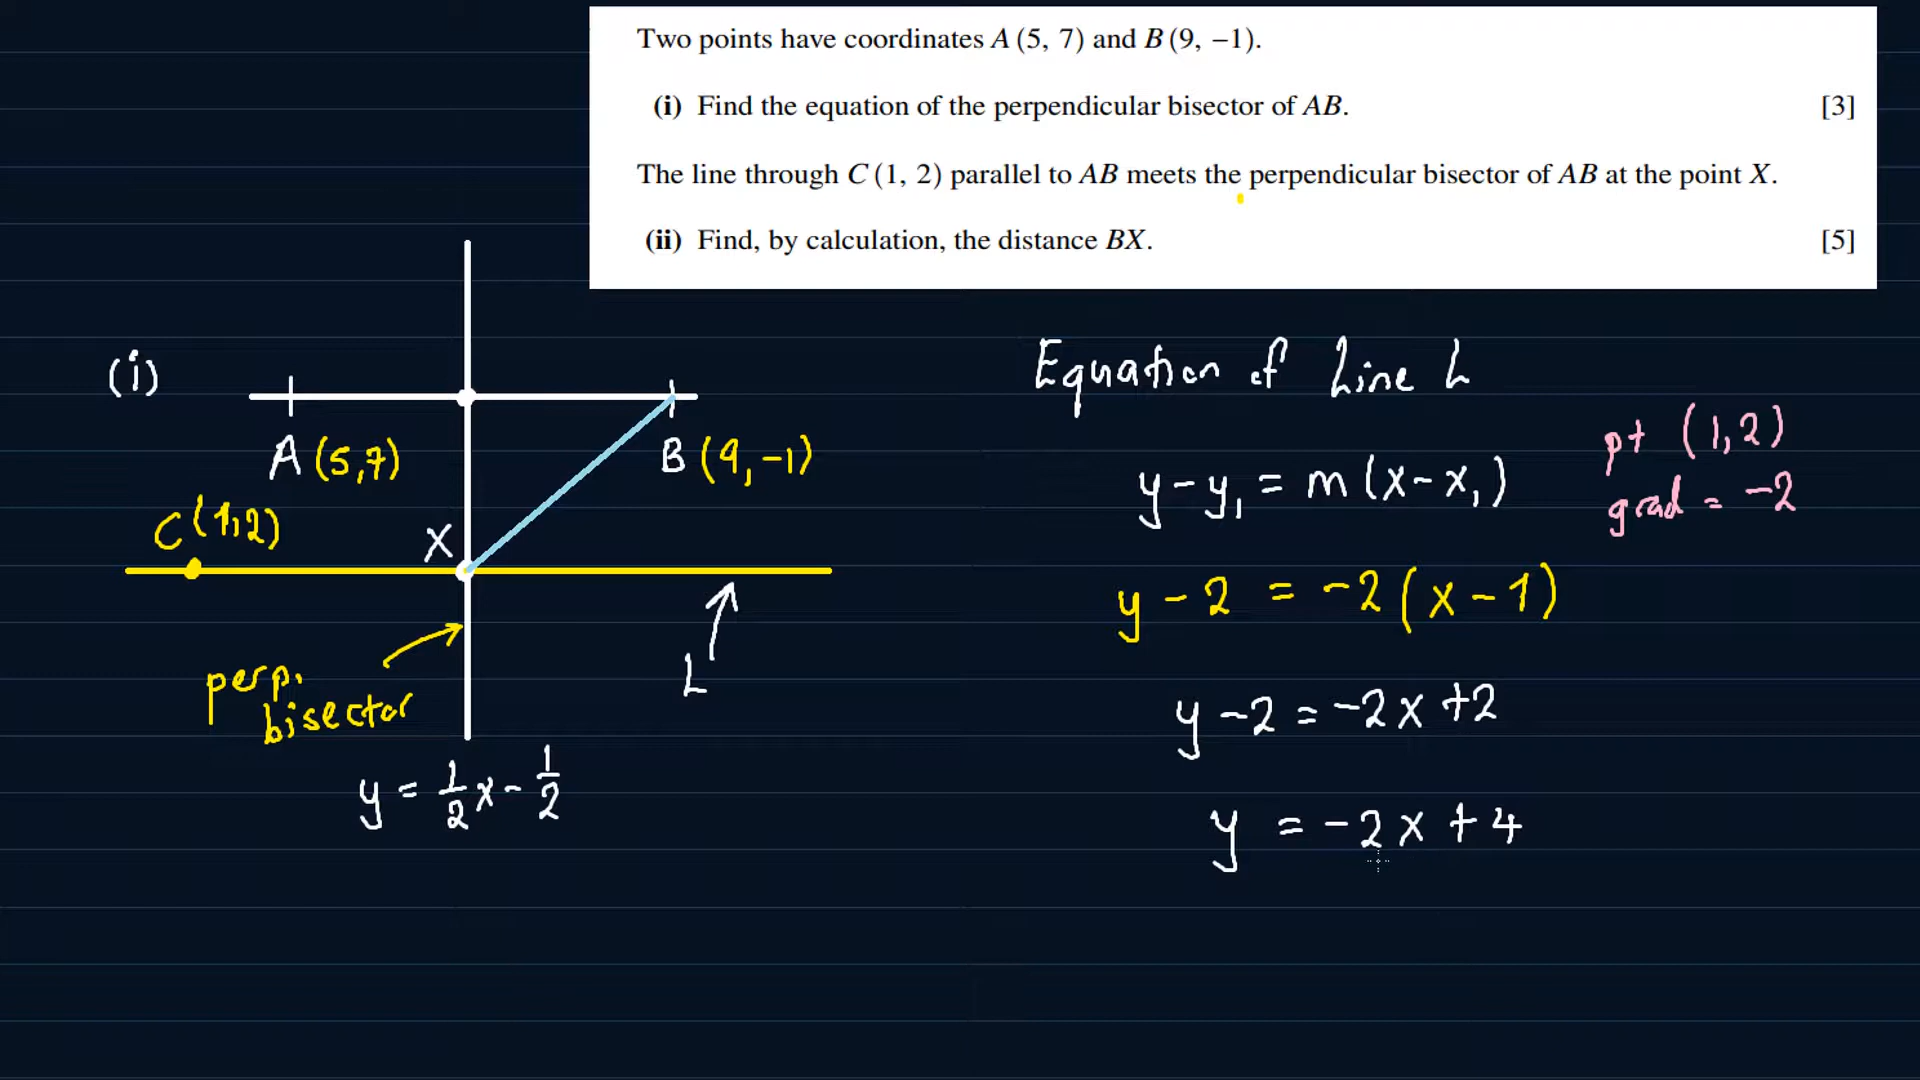 Two points have coordinates A (5, 7) and B (9, −1).
(i) Find the equation of the perpendicular bisector of AB. [3]
The line through C (1, 2) parallel to AB meets the perpendicular bisector of AB at the point X.
(ii) Find, by calculation, the distance BX. [5]
(i)
A (5,7)
B (9,-1)
C (1,2)
X
L
perp.
bisector
y = 1/2 x - 1/2
Equation of Line L
y - y₁ = m (x - x₁)
pt (1,2)
grad = -2
y - 2 = -2 (x - 1)
y - 2 = -2x + 2
y = -2x + 4